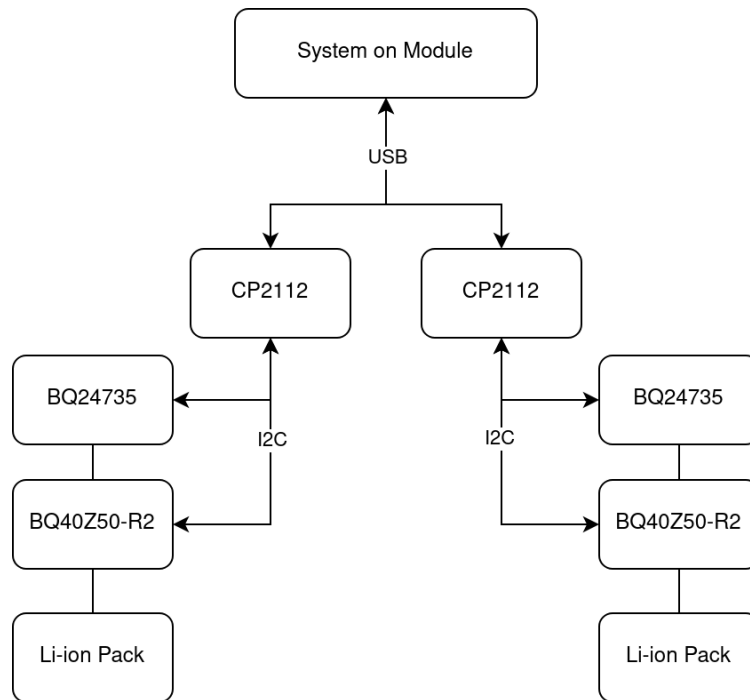 System on Module
USB
CP2112
CP2112
BQ24735
BQ24735
I2C
I2C
BQ40Z50-R2
BQ40Z50-R2
Li-ion Pack
Li-ion Pack